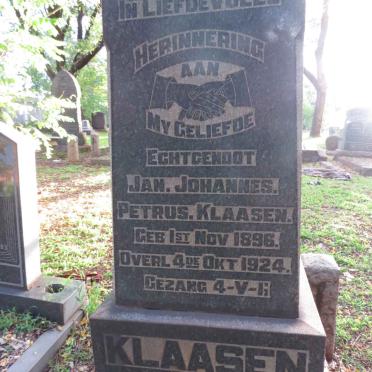 IN LIEFDEVOLLE
HERINNERING
AAN
MY GELIEFDE
ECHTGENOOT
JAN. JOHANNES.
PETRUS. KLAASEN.
GEB 1ST NOV 1896.
OVERL 4DE OKT 1924.
GEZANG 4-V-1;
KLAASEN